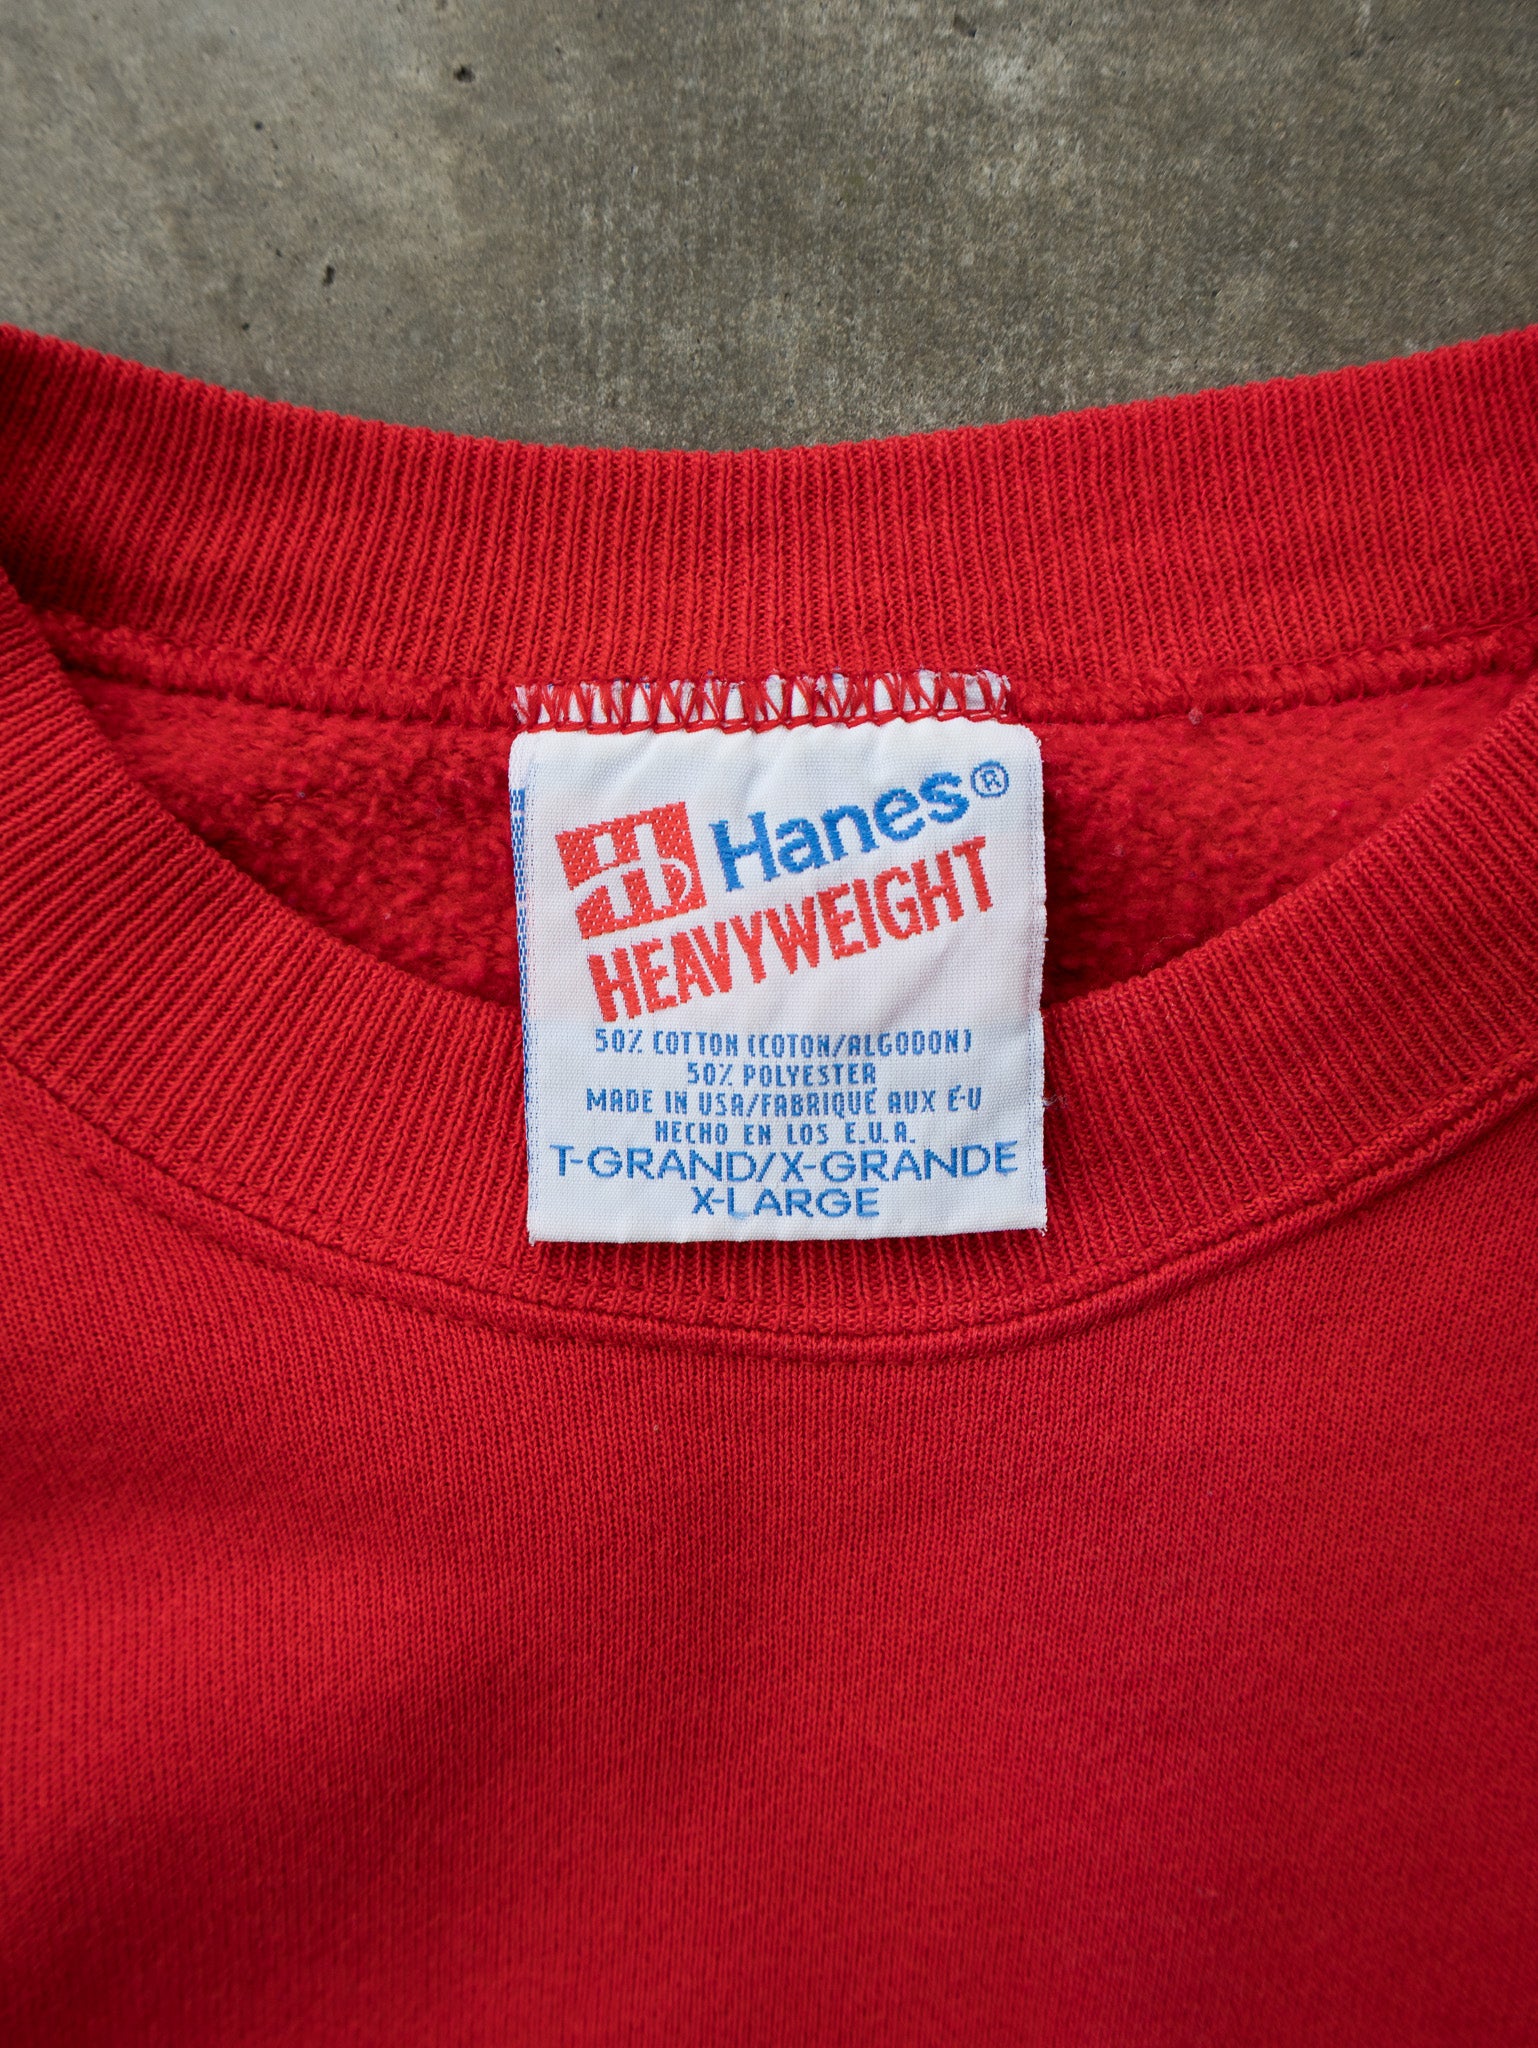 Hanes®
HEAVYWEIGHT
50% COTTON (COTON/ALGODON)
50% POLYESTER
MADE IN USA/FABRIQUÉ AUX É-U
HECHO EN LOS E.U.A.
T-GRAND/X-GRANDE
X-LARGE